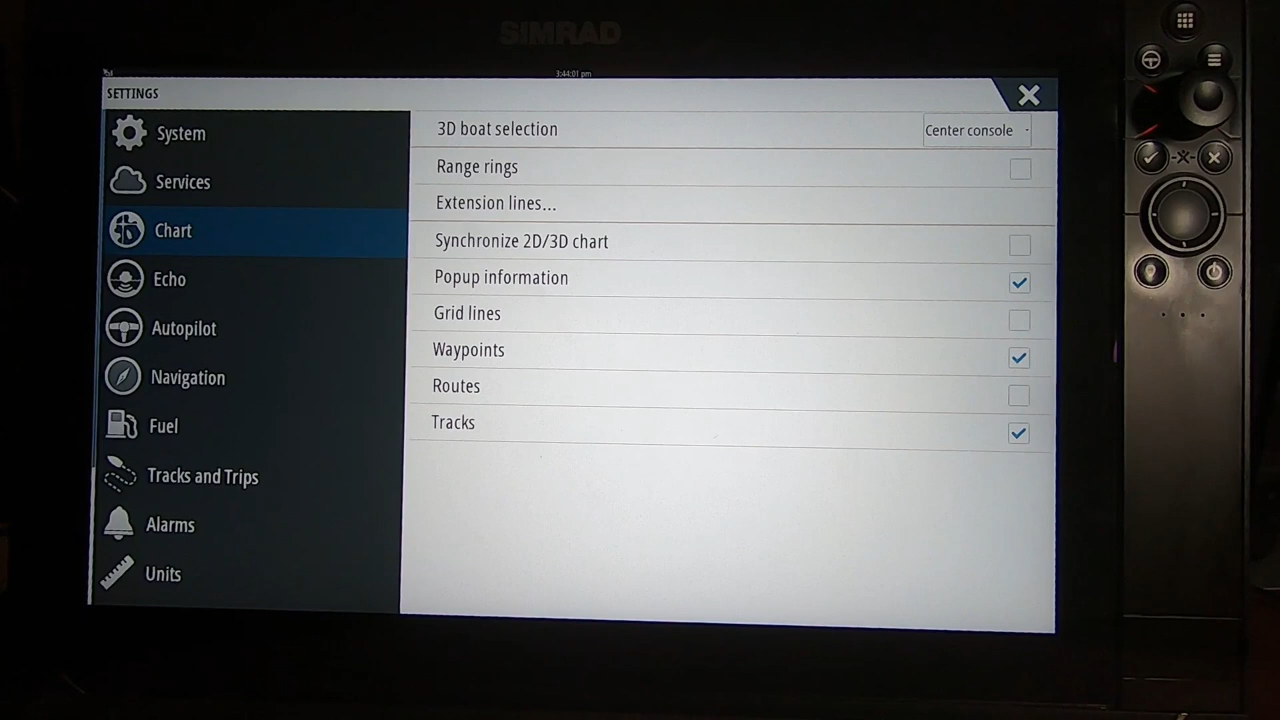 SIMRAD
3:44:01 pm
SETTINGS
System
Services
Chart
Echo
Autopilot
Navigation
Fuel
Tracks and Trips
Alarms
Units
3D boat selection
Center console
Range rings
Extension lines...
Synchronize 2D/3D chart
Popup information
Grid lines
Waypoints
Routes
Tracks